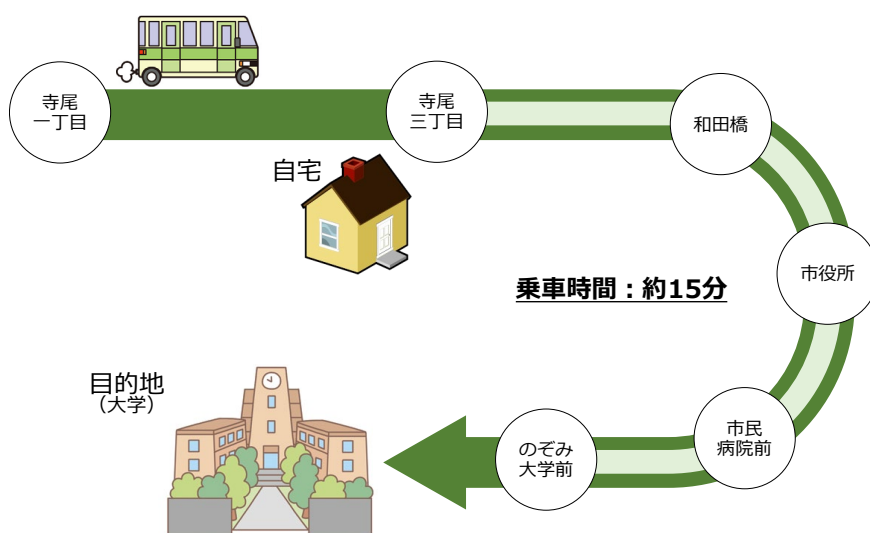 寺尾
一丁目
寺尾
三丁目
和田橋
自宅
市役所
乗車時間：約15分
目的地
（大学）
市民
病院前
のぞみ
大学前